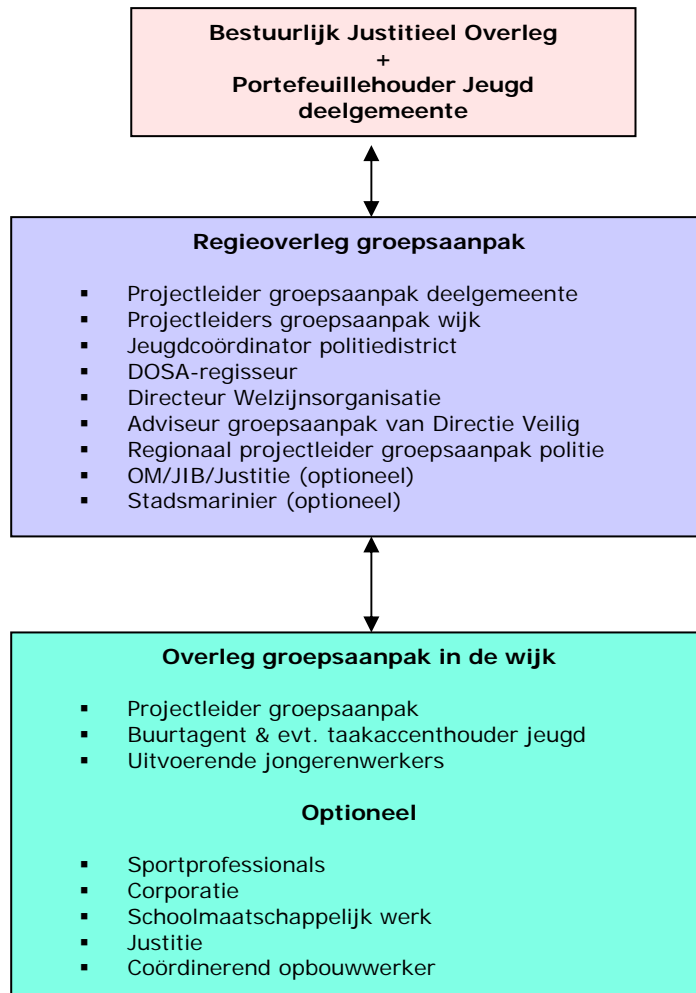 Bestuurlijk Justitieel Overleg
+
Portefeuillehouder Jeugd
deelgemeente
Regieoverleg groepsaanpak
▪ Projectleider groepsaanpak deelgemeente
▪ Projectleiders groepsaanpak wijk
▪ Jeugdcoördinator politiedistrict
▪ DOSA-regisseur
▪ Directeur Welzijnsorganisatie
▪ Adviseur groepsaanpak van Directie Veilig
▪ Regionaal projectleider groepsaanpak politie
▪ OM/JIB/Justitie (optioneel)
▪ Stadsmarinier (optioneel)
Overleg groepsaanpak in de wijk
▪ Projectleider groepsaanpak
▪ Buurtagent & evt. taakaccenthouder jeugd
▪ Uitvoerende jongerenwerkers
Optioneel
▪ Sportprofessionals
▪ Corporatie
▪ Schoolmaatschappelijk werk
▪ Justitie
▪ Coördinerend opbouwwerker